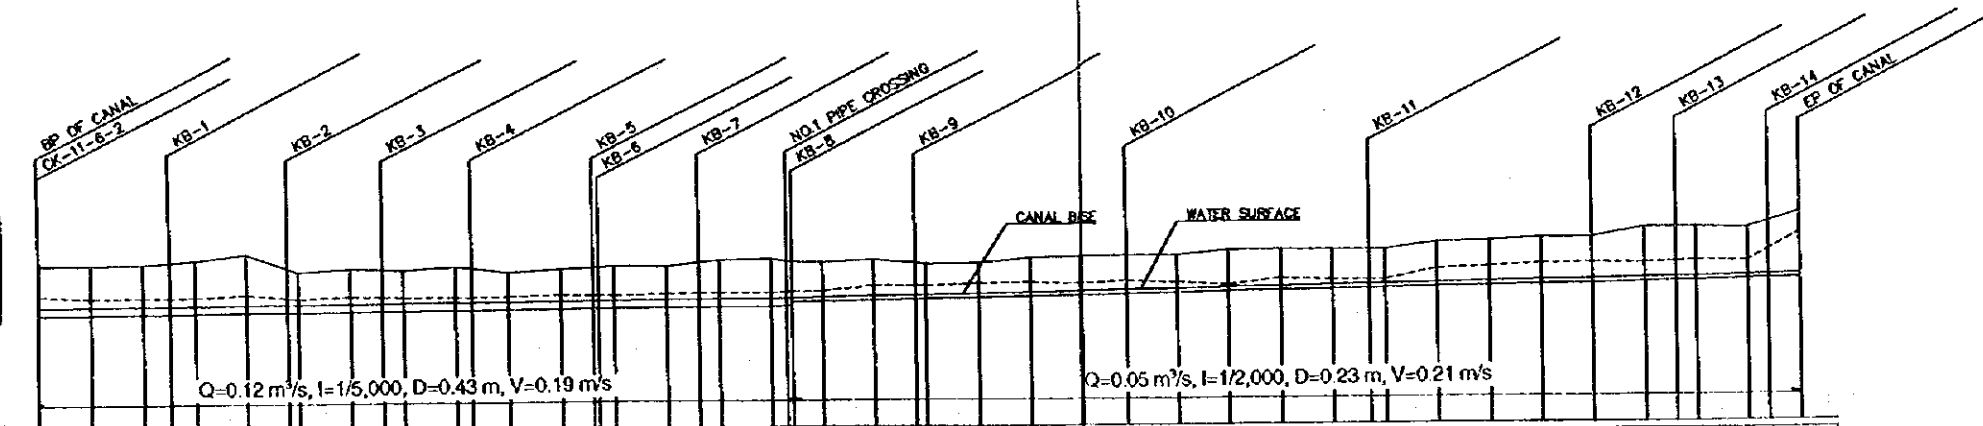 BP OF CANAL
CK-11-6-2
KB-1
KB-2
KB-3
KB-4
KB-5
KB-6
KB-7
NO.1 PIPE CROSSING
KB-8
KB-9
KB-10
KB-11
KB-12
KB-13
KB-14
EP OF CANAL
CANAL BASE
WATER SURFACE
Q=0.12 m³/s, I=1/5,000, D=0.43 m, V=0.19 m/s
Q=0.05 m³/s, I=1/2,000, D=0.23 m, V=0.21 m/s